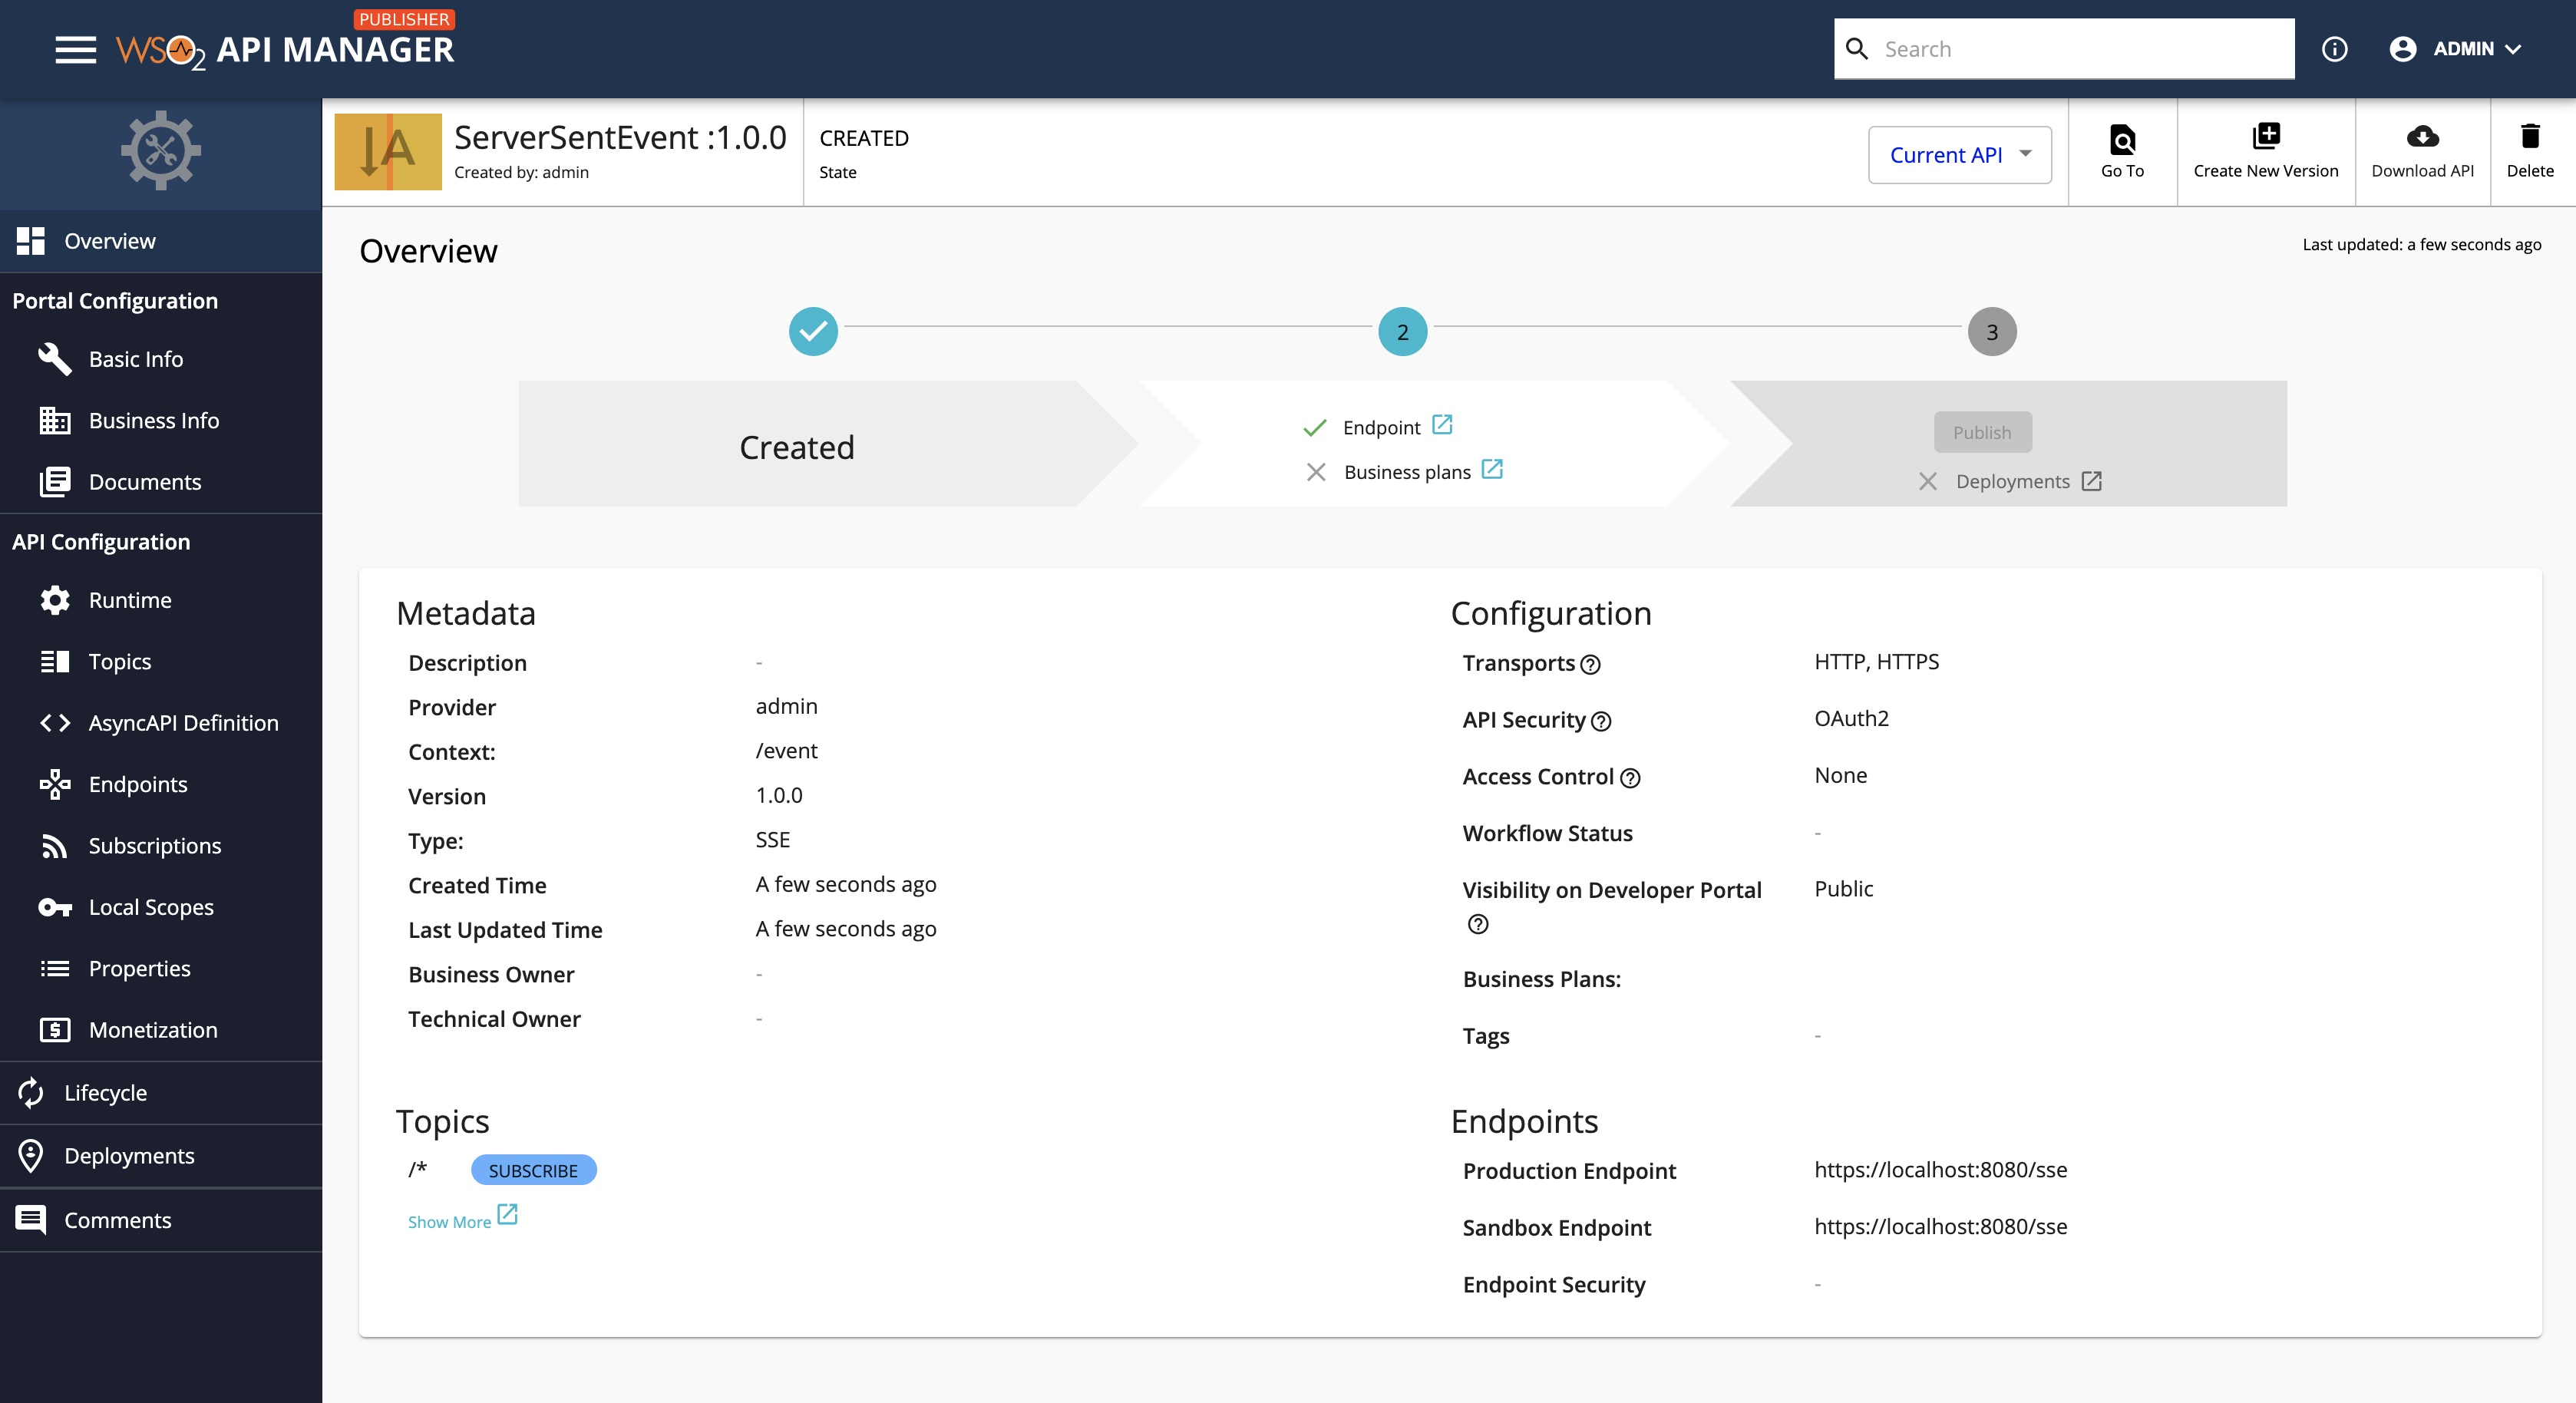 PUBLISHER
WSO2 API MANAGER
Search
ADMIN
A
ServerSentEvent :1.0.0
Created by: admin
CREATED
State
Current API
Go To
Create New Version
Download API
Delete
Overview
Portal Configuration
Basic Info
Business Info
Documents
API Configuration
Runtime
Topics
AsyncAPI Definition
Endpoints
Subscriptions
Local Scopes
Properties
Monetization
Lifecycle
Deployments
Comments
Overview
Last updated: a few seconds ago
2
3
Created
Endpoint
Business plans
Publish
Deployments
Metadata
Description -
Provider admin
Context: /event
Version 1.0.0
Type: SSE
Created Time A few seconds ago
Last Updated Time A few seconds ago
Business Owner -
Technical Owner -
Configuration
Transports HTTP, HTTPS
API Security OAuth2
Access Control None
Workflow Status -
Visibility on Developer Portal Public
Business Plans:
Tags -
Topics
/* SUBSCRIBE
Show More
Endpoints
Production Endpoint https://localhost:8080/sse
Sandbox Endpoint https://localhost:8080/sse
Endpoint Security -